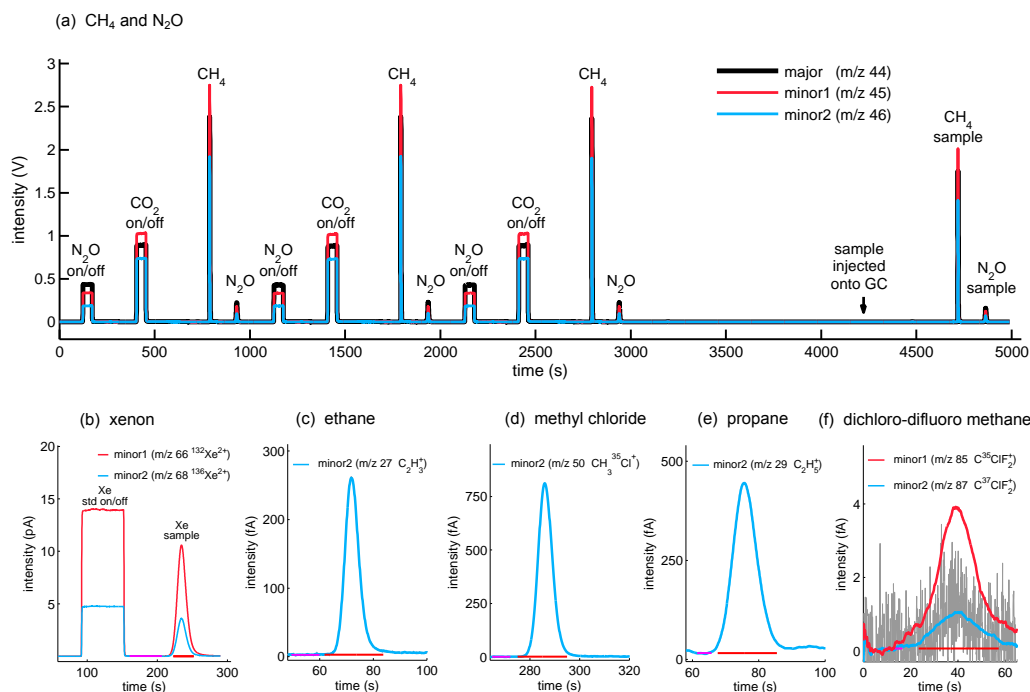 (a) CH₄ and N₂O
3
2.5
2
1.5
1
0.5
0
intensity (V)
N₂O
on/off
CO₂
on/off
CH₄
N₂O
N₂O
on/off
CO₂
on/off
CH₄
N₂O
N₂O
on/off
CO₂
on/off
CH₄
N₂O
major (m/z 44)
minor1 (m/z 45)
minor2 (m/z 46)
sample
injected
onto GC
CH₄
sample
N₂O
sample
0 500 1000 1500 2000 2500 3000 3500 4000 4500 5000
time (s)
(b) xenon
20
15
10
5
intensity (pA)
minor1 (m/z 66 ¹³²Xe²⁺)
minor2 (m/z 68 ¹³⁶Xe²⁺)
Xe
std on/off
Xe
sample
100 200 300
time (s)
(c) ethane
300
200
100
0
intensity (fA)
minor2 (m/z 27 C₂H₃⁺)
60 80 100
time (s)
(d) methyl chloride
1000
750
500
250
0
intensity (fA)
minor2 (m/z 50 CH₃³⁵Cl⁺)
280 300 320
time (s)
(e) propane
500
250
0
intensity (fA)
minor2 (m/z 29 C₂H₅⁺)
60 80 100
time (s)
(f) dichloro-difluoro methane
minor1 (m/z 85 C³⁵ClF₂⁺)
minor2 (m/z 87 C³⁷ClF₂⁺)
4
2
0
intensity (fA)
0 20 40 60
time (s)